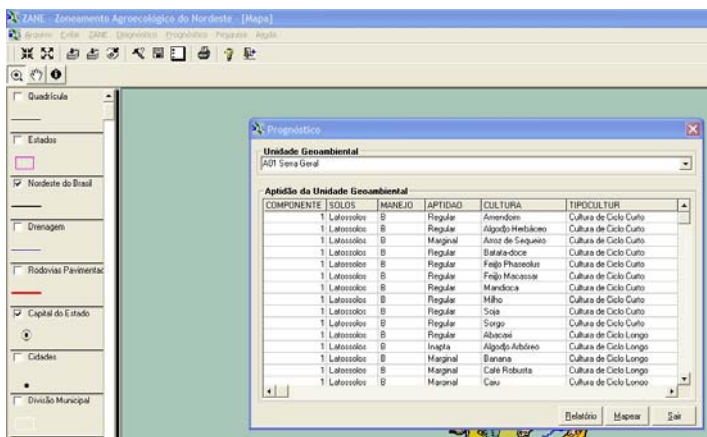 ZANE - Zoneamento Agroecológico do Nordeste - [Mapa]
Arquivo Exibir ZANE Diagnóstico Prognóstico Pesquisa Ajuda
Quadrícula
Estados
Nordeste do Brasil
Drenagem
Rodovias Pavimentac
Capital do Estado
Cidades
Divisão Municipal
Prognóstico
Unidade Geoambiental
A01 Serra Geral
Aptidão da Unidade Geoambiental
COMPONENTE SOLOS MANEJO APTIDAO CULTURA TIPOCULTUR
1 Latossolos B Regular Amendoim Cultura de Ciclo Curto
1 Latossolos B Regular Algodão Herbáceo Cultura de Ciclo Curto
1 Latossolos B Marginal Arroz de Sequeiro Cultura de Ciclo Curto
1 Latossolos B Regular Batata-doce Cultura de Ciclo Curto
1 Latossolos B Regular Feijão Phaseolus Cultura de Ciclo Curto
1 Latossolos B Regular Feijão Macassar Cultura de Ciclo Curto
1 Latossolos B Regular Mandioca Cultura de Ciclo Curto
1 Latossolos B Regular Milho Cultura de Ciclo Curto
1 Latossolos B Regular Soja Cultura de Ciclo Curto
1 Latossolos B Regular Sorgo Cultura de Ciclo Curto
1 Latossolos B Regular Abacaxi Cultura de Ciclo Longo
1 Latossolos B Inapta Algodão Arbóreo Cultura de Ciclo Longo
1 Latossolos B Marginal Banana Cultura de Ciclo Longo
1 Latossolos B Marginal Café Robusta Cultura de Ciclo Longo
1 Latossolos B Marginal Caju Cultura de Ciclo Longo
Relatório Mapear Sair